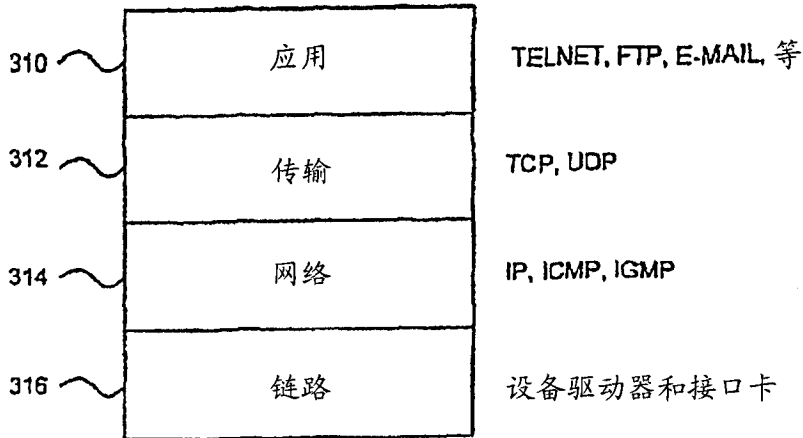 310 应用 TELNET, FTP, E-MAIL, 等
312 传输 TCP, UDP
314 网络 IP, ICMP, IGMP
316 链路 设备驱动器和接口卡